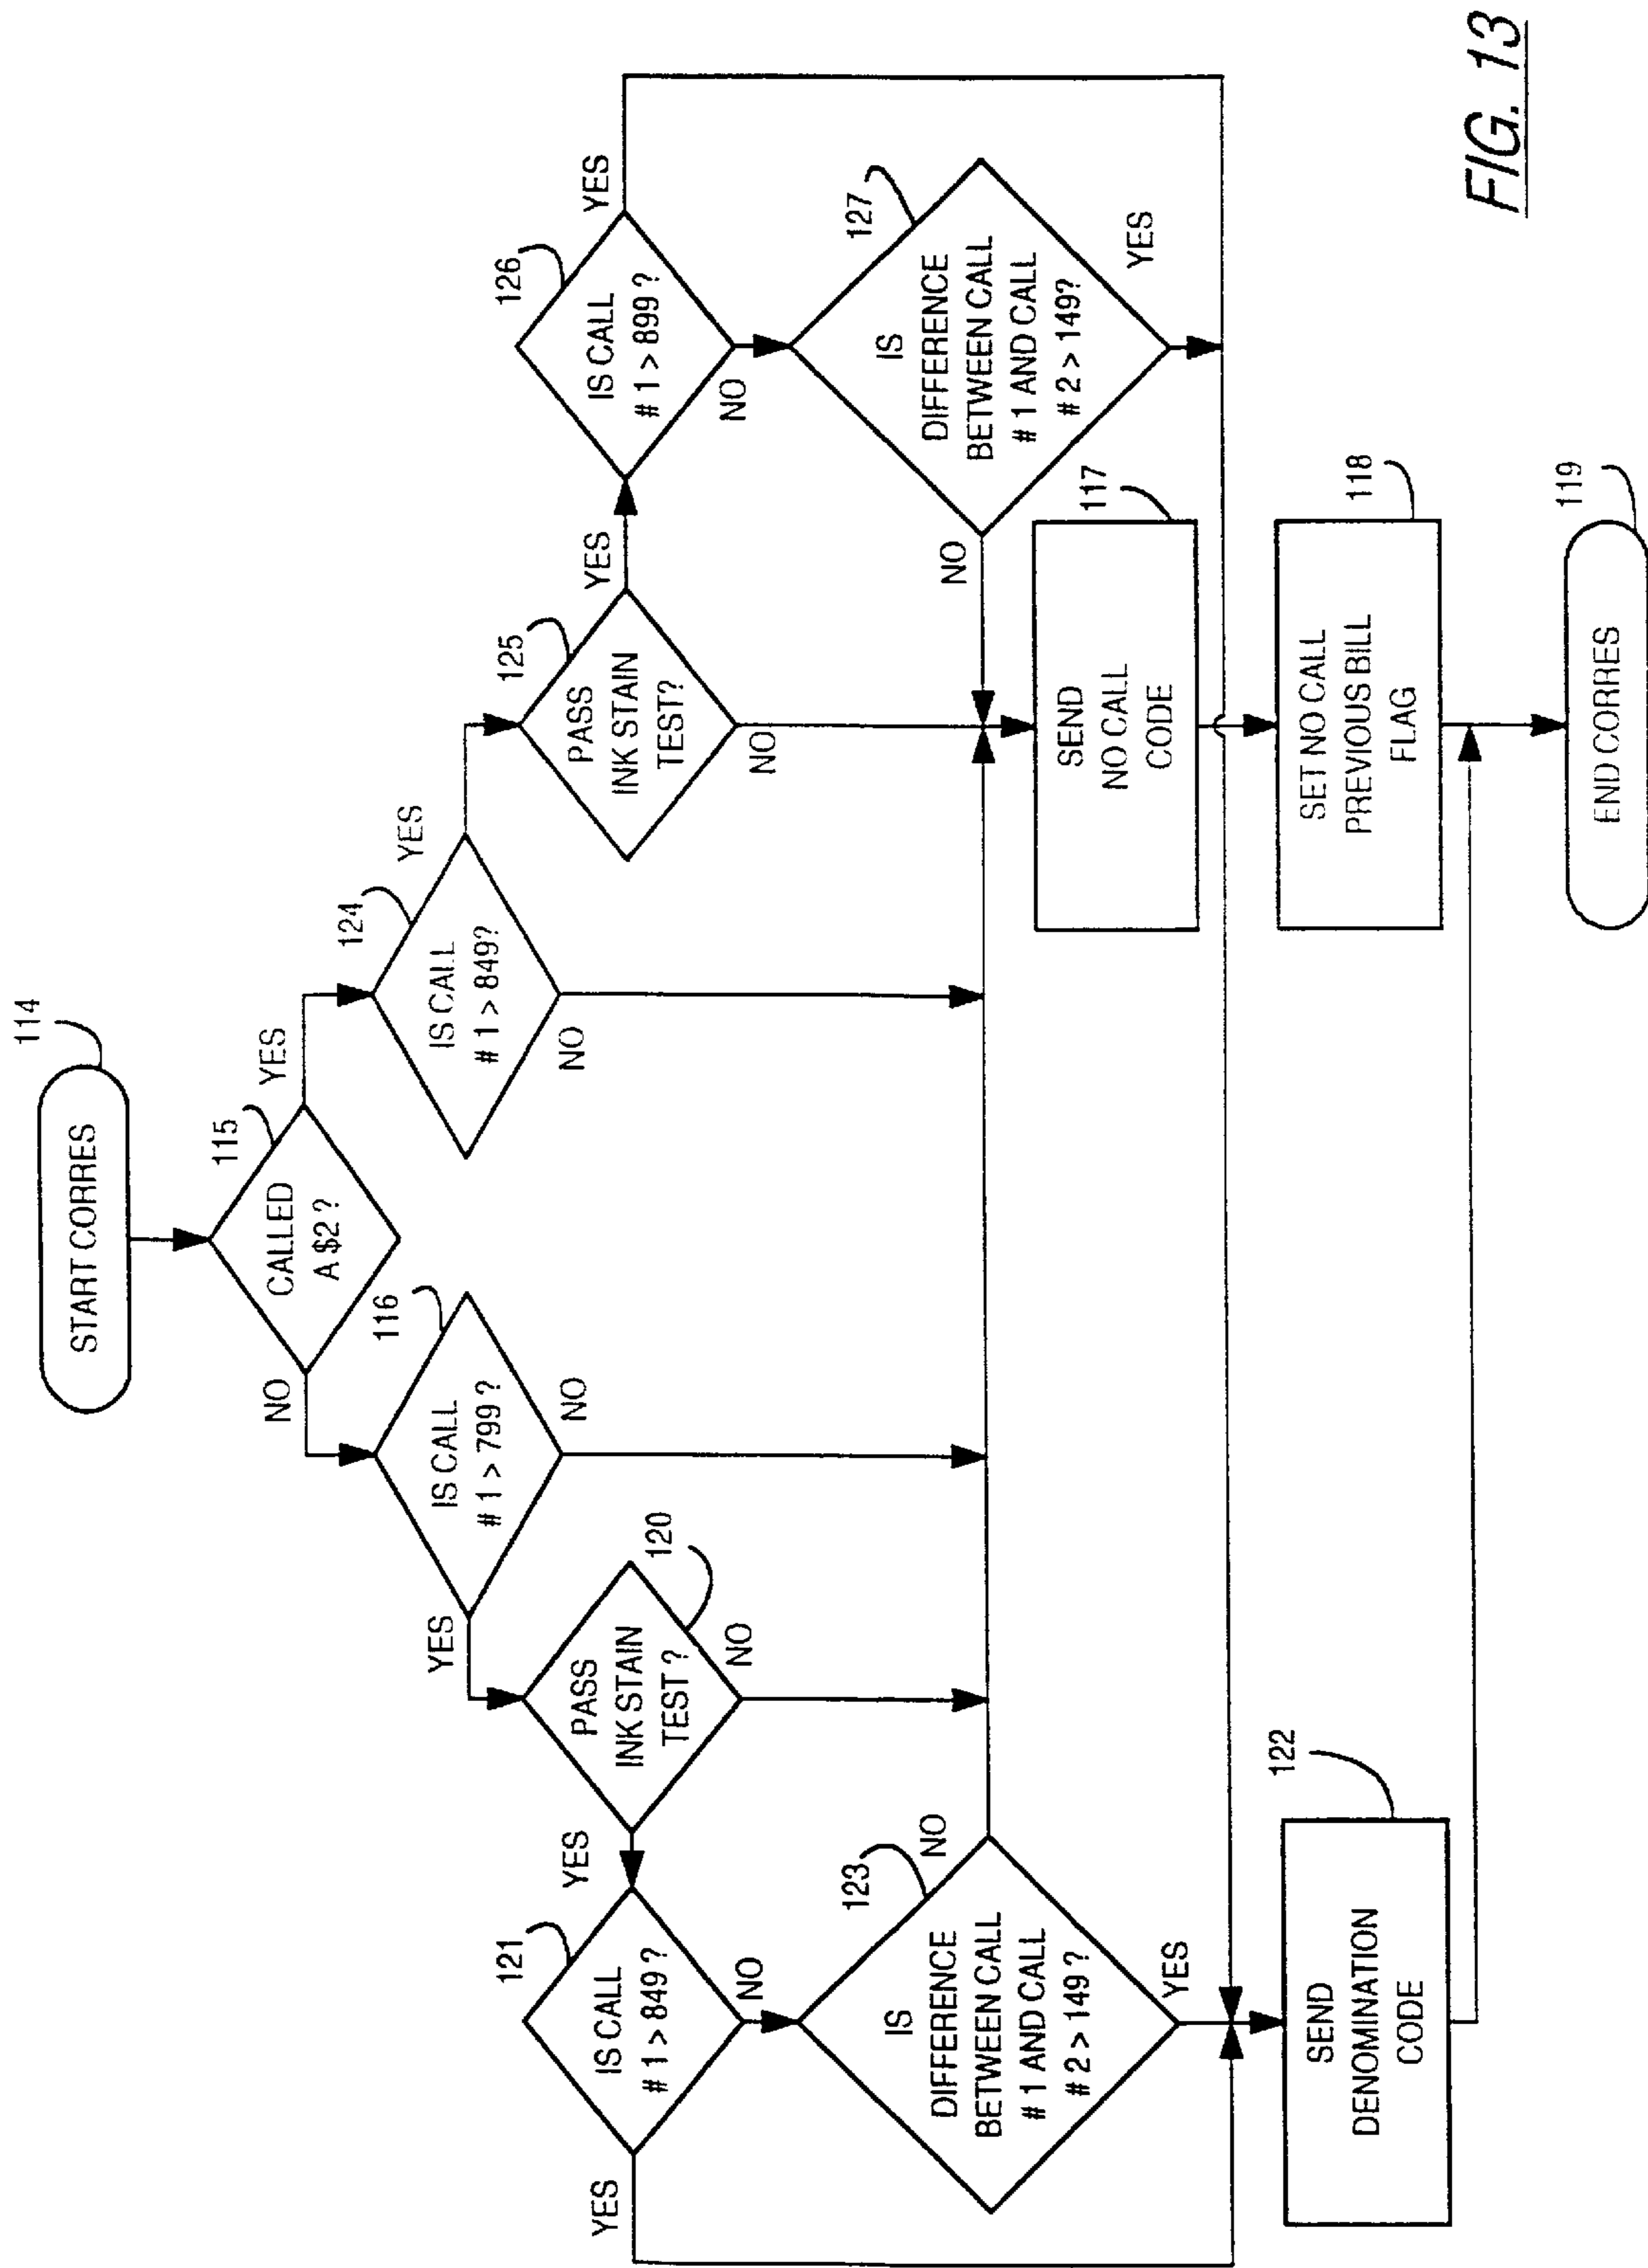 START CORRES
114
CALLED
A $2 ?
115
NO
YES
IS CALL
# 1 > 799 ?
116
YES
NO
IS CALL
# 1 > 849?
124
YES
NO
PASS
INK STAIN
TEST ?
120
YES
NO
PASS
INK STAIN
TEST?
125
YES
NO
IS CALL
# 1 > 849 ?
121
YES
NO
IS CALL
# 1 > 899 ?
126
YES
NO
IS
DIFFERENCE
BETWEEN CALL
# 1 AND CALL
# 2 > 149 ?
123
NO
YES
IS
DIFFERENCE
BETWEEN CALL
# 1 AND CALL
# 2 > 149?
127
NO
YES
SEND
NO CALL
CODE
117
SEND
DENOMINATION
CODE
122
SET NO CALL
PREVIOUS BILL
FLAG
118
END CORRES
119
FIG. 13